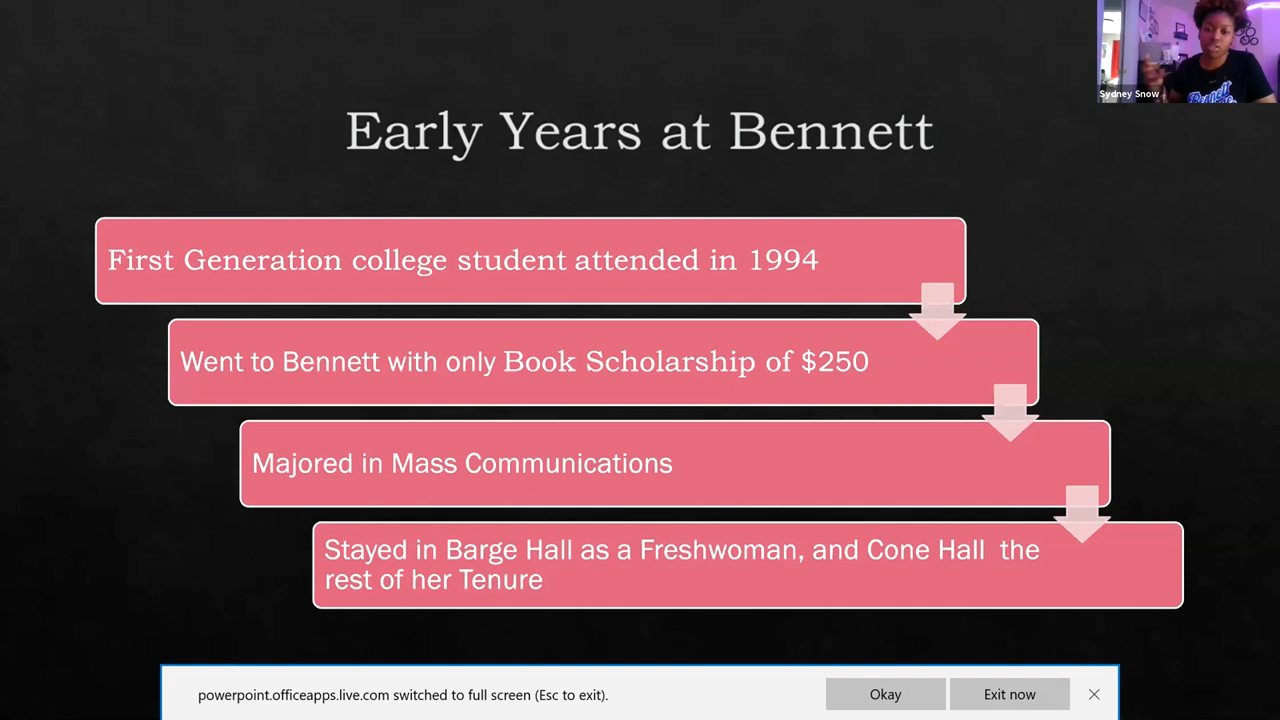 Sydney Snow
Early Years at Bennett
First Generation college student attended in 1994
Went to Bennett with only Book Scholarship of $250
Majored in Mass Communications
Stayed in Barge Hall as a Freshwoman, and Cone Hall the
rest of her Tenure
powerpoint.officeapps.live.com switched to full screen (Esc to exit).
Okay
Exit now